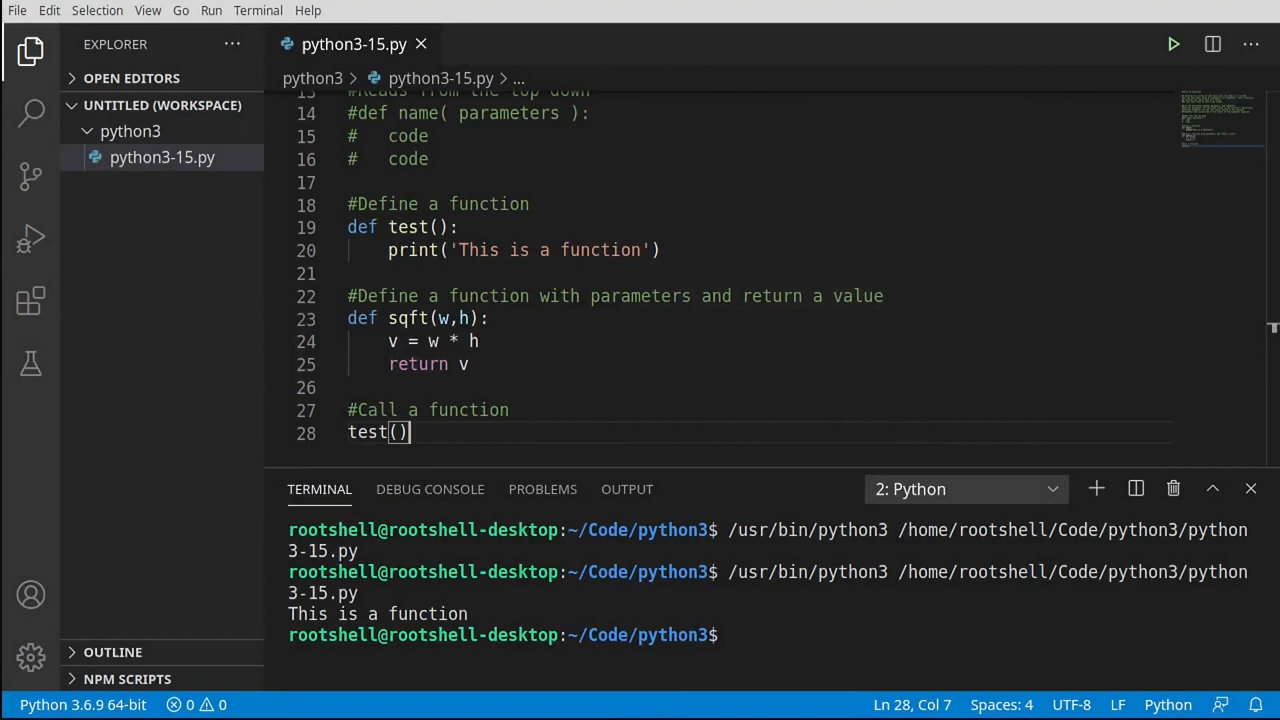 File Edit Selection View Go Run Terminal Help
EXPLORER ...
python3-15.py
OPEN EDITORS
UNTITLED (WORKSPACE)
python3
python3-15.py
OUTLINE
NPM SCRIPTS
python3 > python3-15.py > ...
13 #Reads from the top down
14 #def name( parameters ):
15 #   code
16 #   code
17
18 #Define a function
19 def test():
20     print('This is a function')
21
22 #Define a function with parameters and return a value
23 def sqft(w,h):
24     v = w * h
25     return v
26
27 #Call a function
28 test()
TERMINAL DEBUG CONSOLE PROBLEMS OUTPUT 2: Python
rootshell@rootshell-desktop:~/Code/python3$ /usr/bin/python3 /home/rootshell/Code/python3/python
3-15.py
rootshell@rootshell-desktop:~/Code/python3$ /usr/bin/python3 /home/rootshell/Code/python3/python
3-15.py
This is a function
rootshell@rootshell-desktop:~/Code/python3$
Python 3.6.9 64-bit 0 0 Ln 28, Col 7 Spaces: 4 UTF-8 LF Python